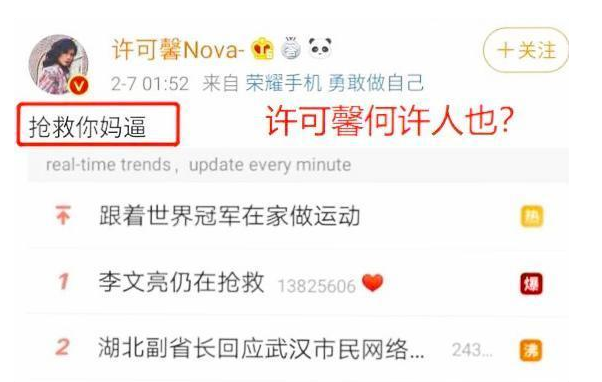 许可馨Nova-
+关注
2-7 01:52 来自 荣耀手机 勇敢做自己
抢救你妈逼
许可馨何许人也?
real-time trends, update every minute
跟着世界冠军在家做运动 热
1 李文亮仍在抢救 13825606 爆
2 湖北副省长回应武汉市民网络... 243... 沸